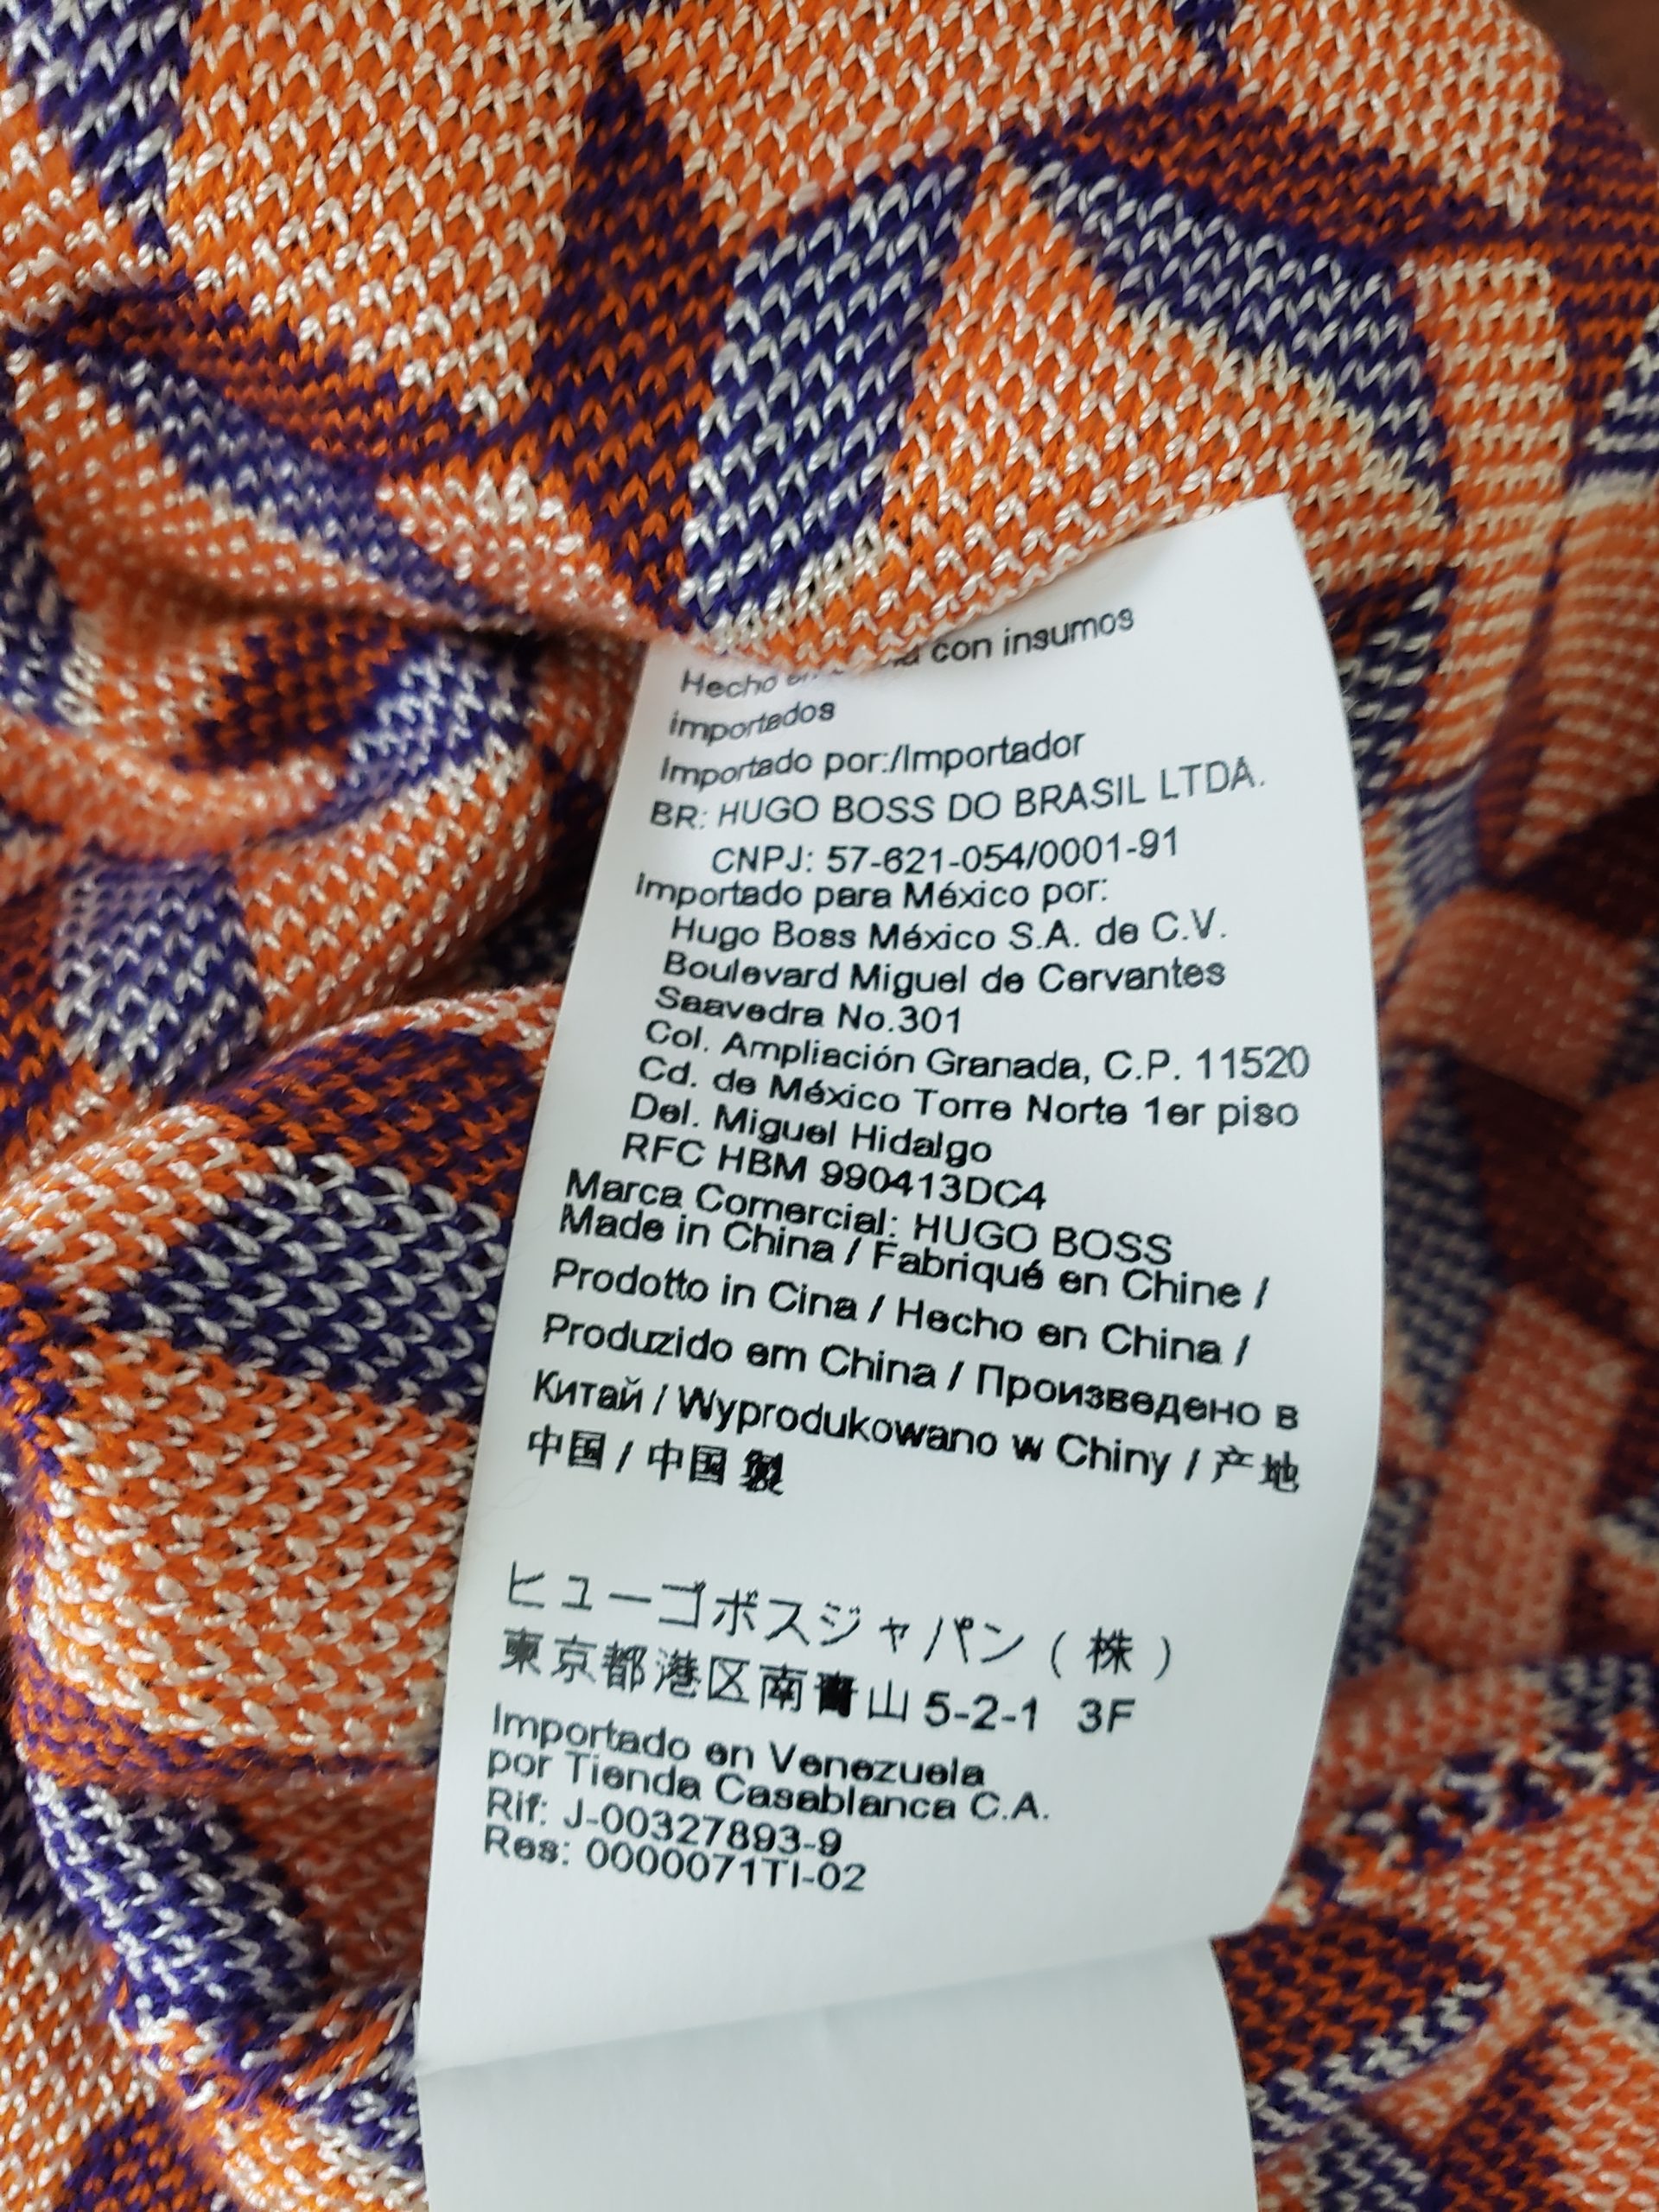 Hecho con insumos
importados
Importado por:/Importador
BR: HUGO BOSS DO BRASIL LTDA.
CNPJ: 57-621-054/0001-91
Importado para México por:
Hugo Boss México S.A. de C.V.
Boulevard Miguel de Cervantes
Saavedra No.301
Col. Ampliación Granada, C.P. 11520
Cd. de México Torre Norte 1er piso
Del. Miguel Hidalgo
RFC HBM 990413DC4
Marca Comercial: HUGO BOSS
Made in China / Fabriqué en Chine /
Prodotto in Cina / Hecho en China /
Produzido em China / Произведено в
Китай / Wyprodukowano w Chiny / 产地
中国 / 中国 製
ヒューゴボスジャパン ( 株 )
東京都港区南青山 5-2-1 3F
Importado en Venezuela
por Tienda Casablanca C.A.
Rif: J-00327893-9
Res: 0000071TI-02